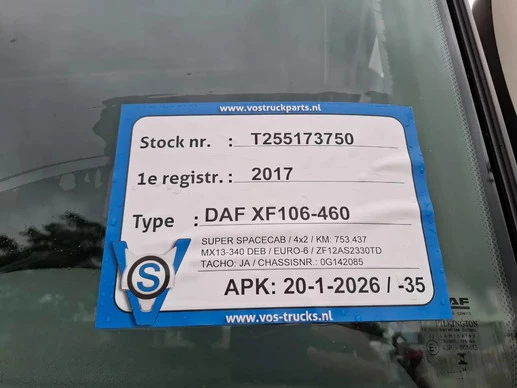 www.vostruckparts.nl
Stock nr. : T255173750
1e registr.: 2017
Type : DAF XF106-460
SUPER SPACECAB / 4x2 / KM: 753.437
MX13-340 DEB / EURO-6 / ZF12AS2330TD
TACHO: JA / CHASSISNR.: 0G142085
S
APK: 20-1-2026 / -35
www.vos-trucks.nl
DAF
PILKINGTON